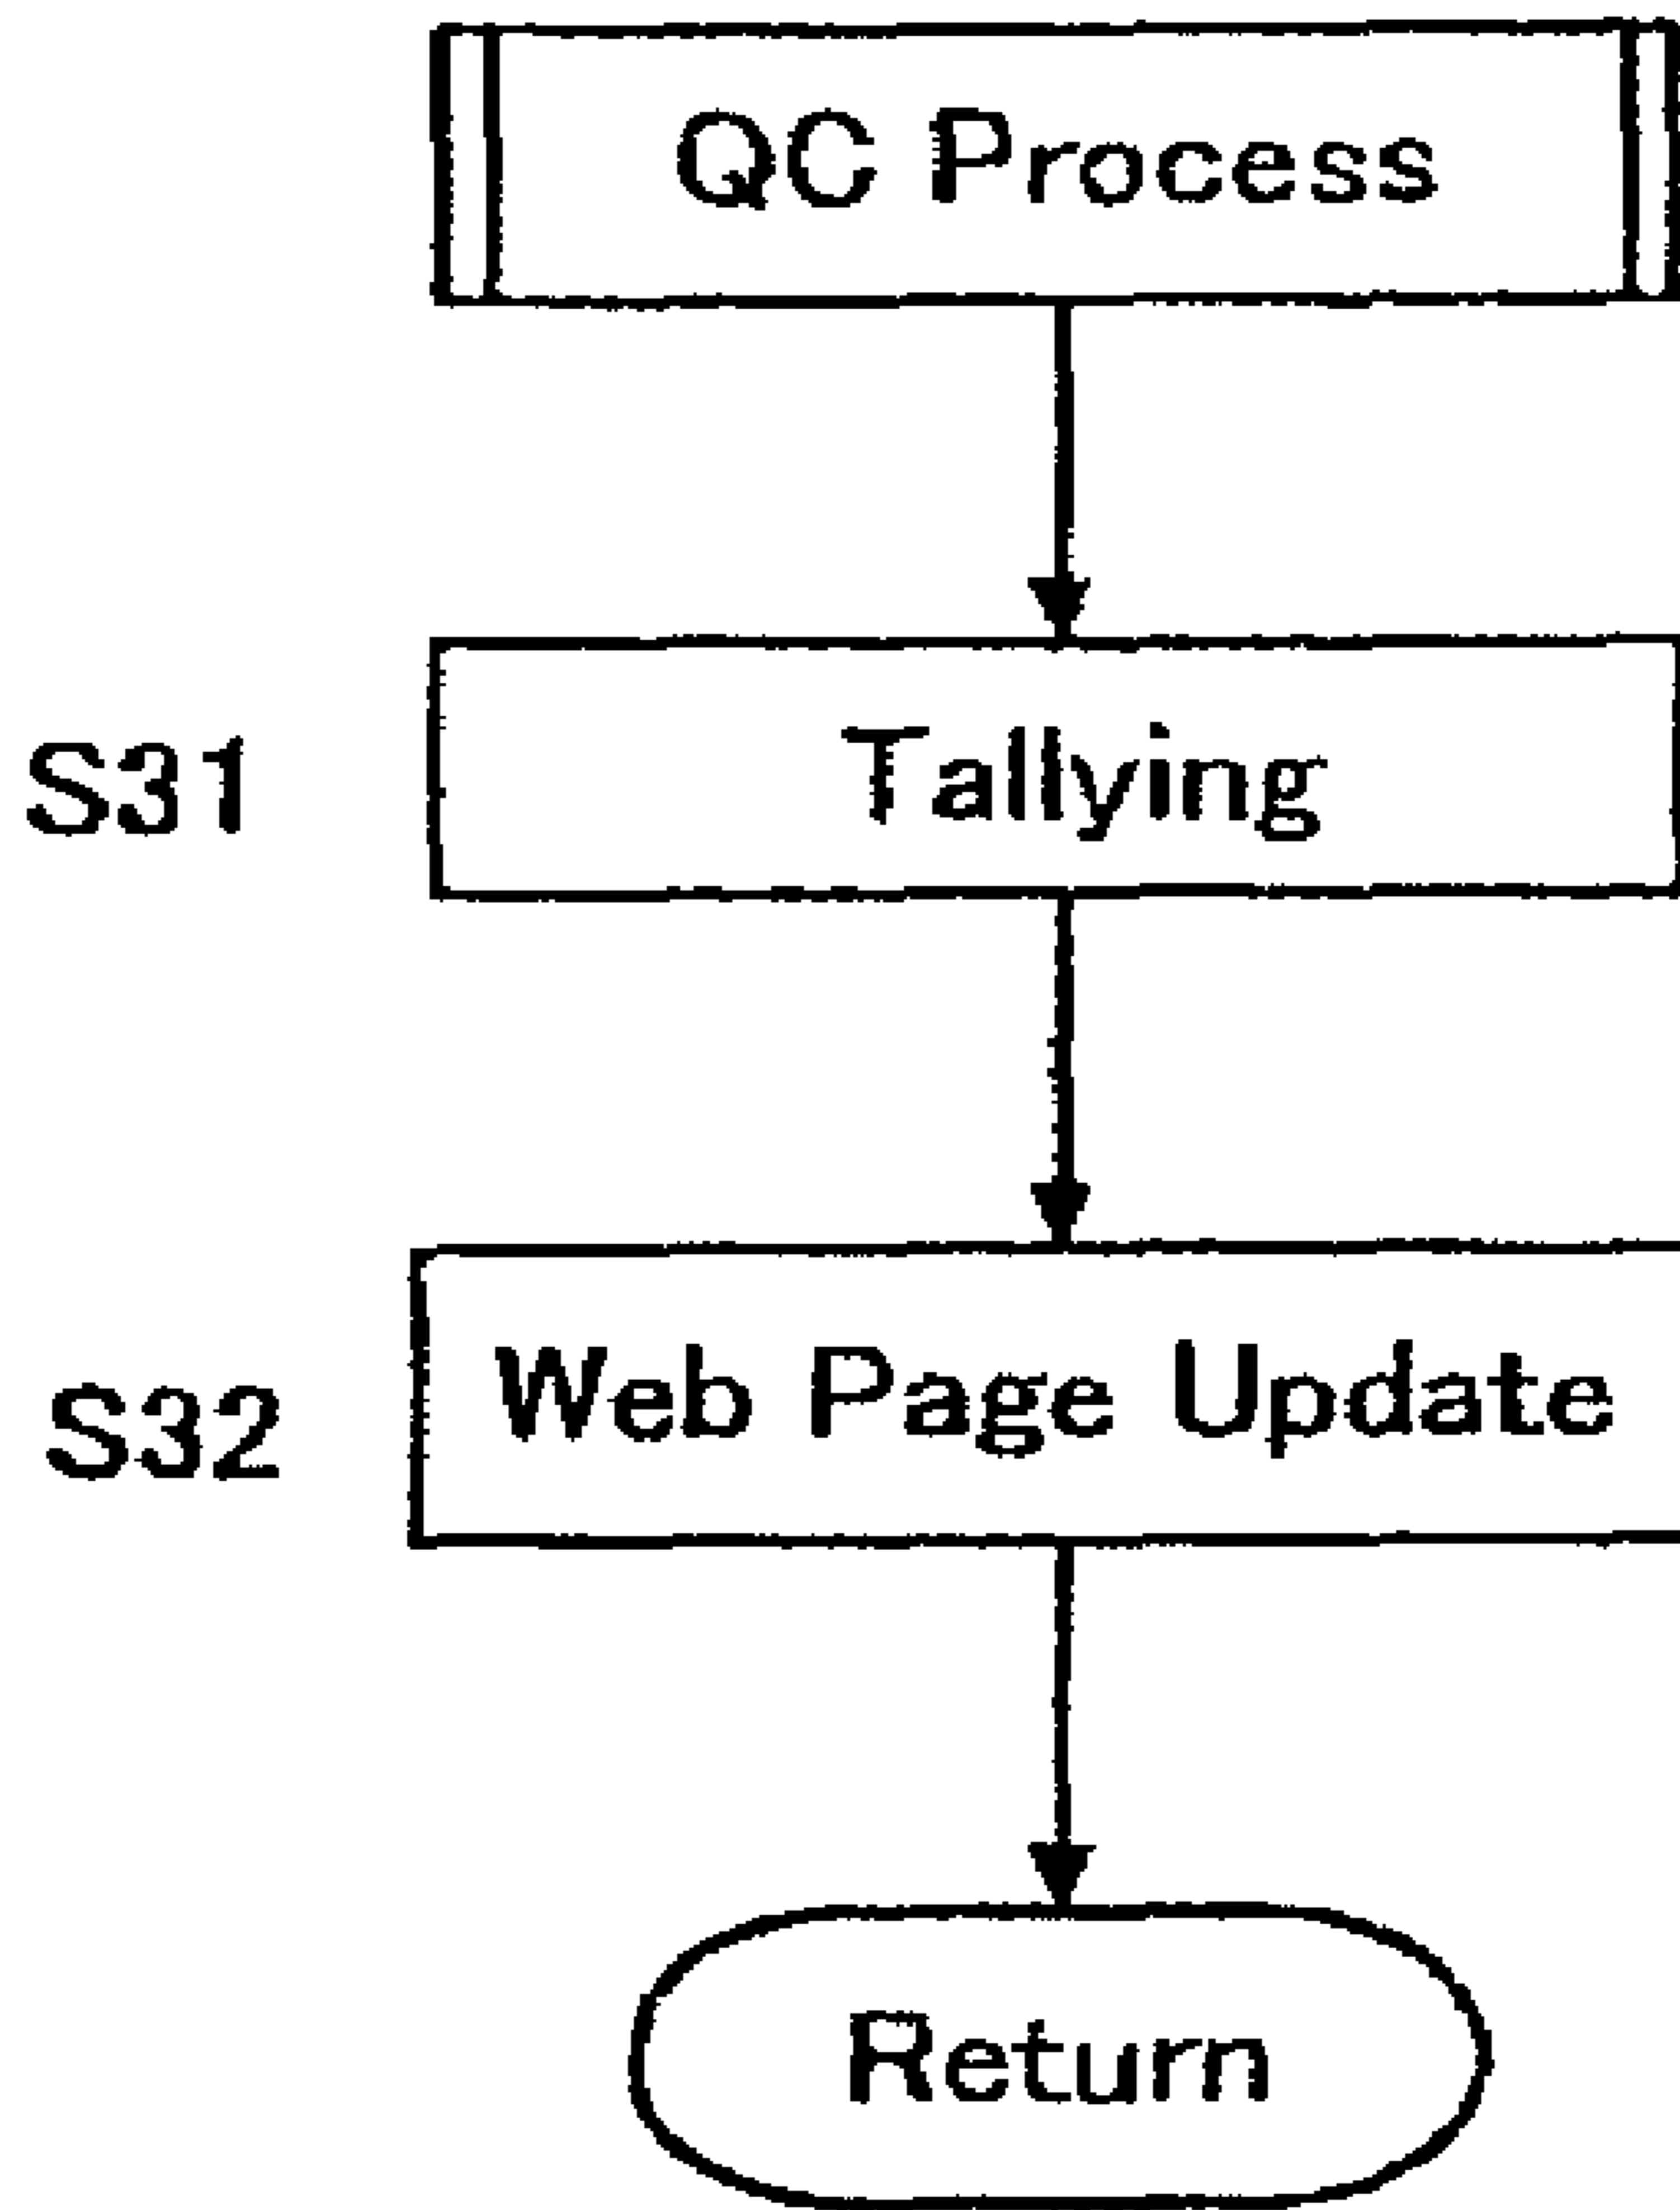 QC Process
S31
Tallying
S32
Web Page Update
Return